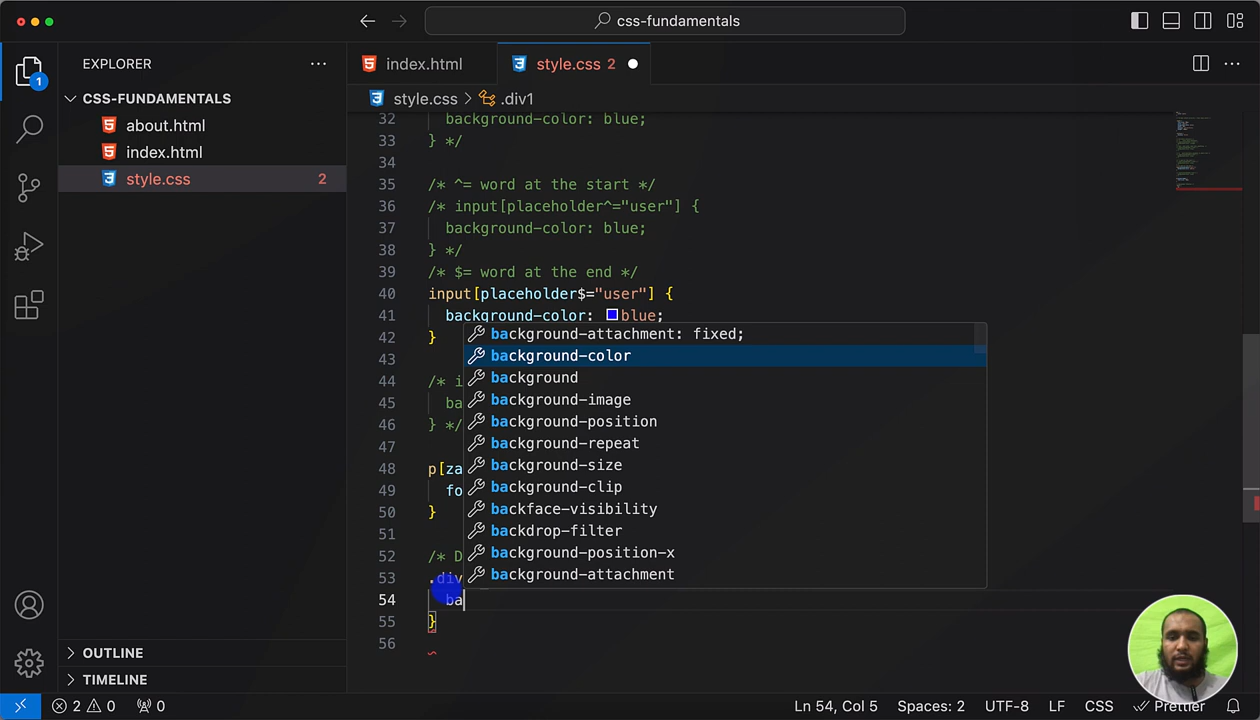 css-fundamentals
1
EXPLORER
CSS-FUNDAMENTALS
about.html
index.html
style.css 2
OUTLINE
TIMELINE
index.html
style.css 2
style.css > .div1
32 background-color: blue;
33 } */
34
35 /* ^= word at the start */
36 /* input[placeholder^="user"] {
37 background-color: blue;
38 } */
39 /* $= word at the end */
40 input[placeholder$="user"] {
41 background-color: blue;
42 }
43
44 /* i
45 ba
46 } */
47
48 p[za
49 fo
50 }
51
52 /* D
53 .div
54 ba
55 }
56
background-attachment: fixed;
background-color
background
background-image
background-position
background-repeat
background-size
background-clip
backface-visibility
backdrop-filter
background-position-x
background-attachment
2 0 0
Ln 54, Col 5
Spaces: 2
UTF-8
LF
CSS
Prettier